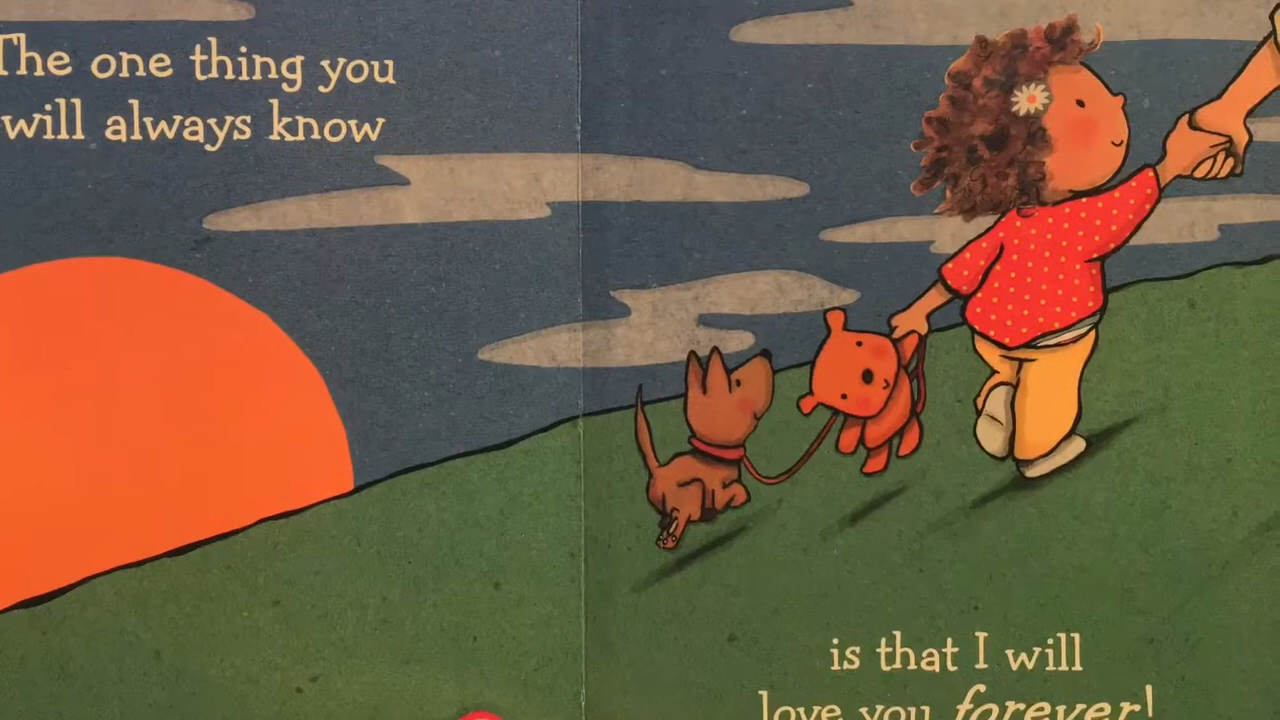 The one thing you
will always know
is that I will
love you forever!